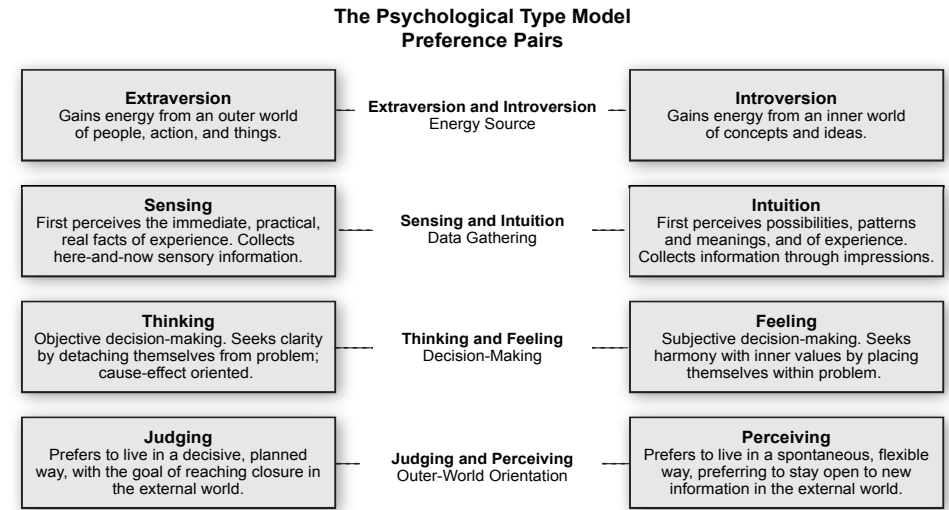 The Psychological Type Model
Preference Pairs
Extraversion
Gains energy from an outer world
of people, action, and things.
Extraversion and Introversion
Energy Source
Introversion
Gains energy from an inner world
of concepts and ideas.
Sensing
First perceives the immediate, practical,
real facts of experience. Collects
here-and-now sensory information.
Sensing and Intuition
Data Gathering
Intuition
First perceives possibilities, patterns
and meanings, and of experience.
Collects information through impressions.
Thinking
Objective decision-making. Seeks clarity
by detaching themselves from problem;
cause-effect oriented.
Thinking and Feeling
Decision-Making
Feeling
Subjective decision-making. Seeks
harmony with inner values by placing
themselves within problem.
Judging
Prefers to live in a decisive, planned
way, with the goal of reaching closure in
the external world.
Judging and Perceiving
Outer-World Orientation
Perceiving
Prefers to live in a spontaneous, flexible
way, preferring to stay open to new
information in the external world.